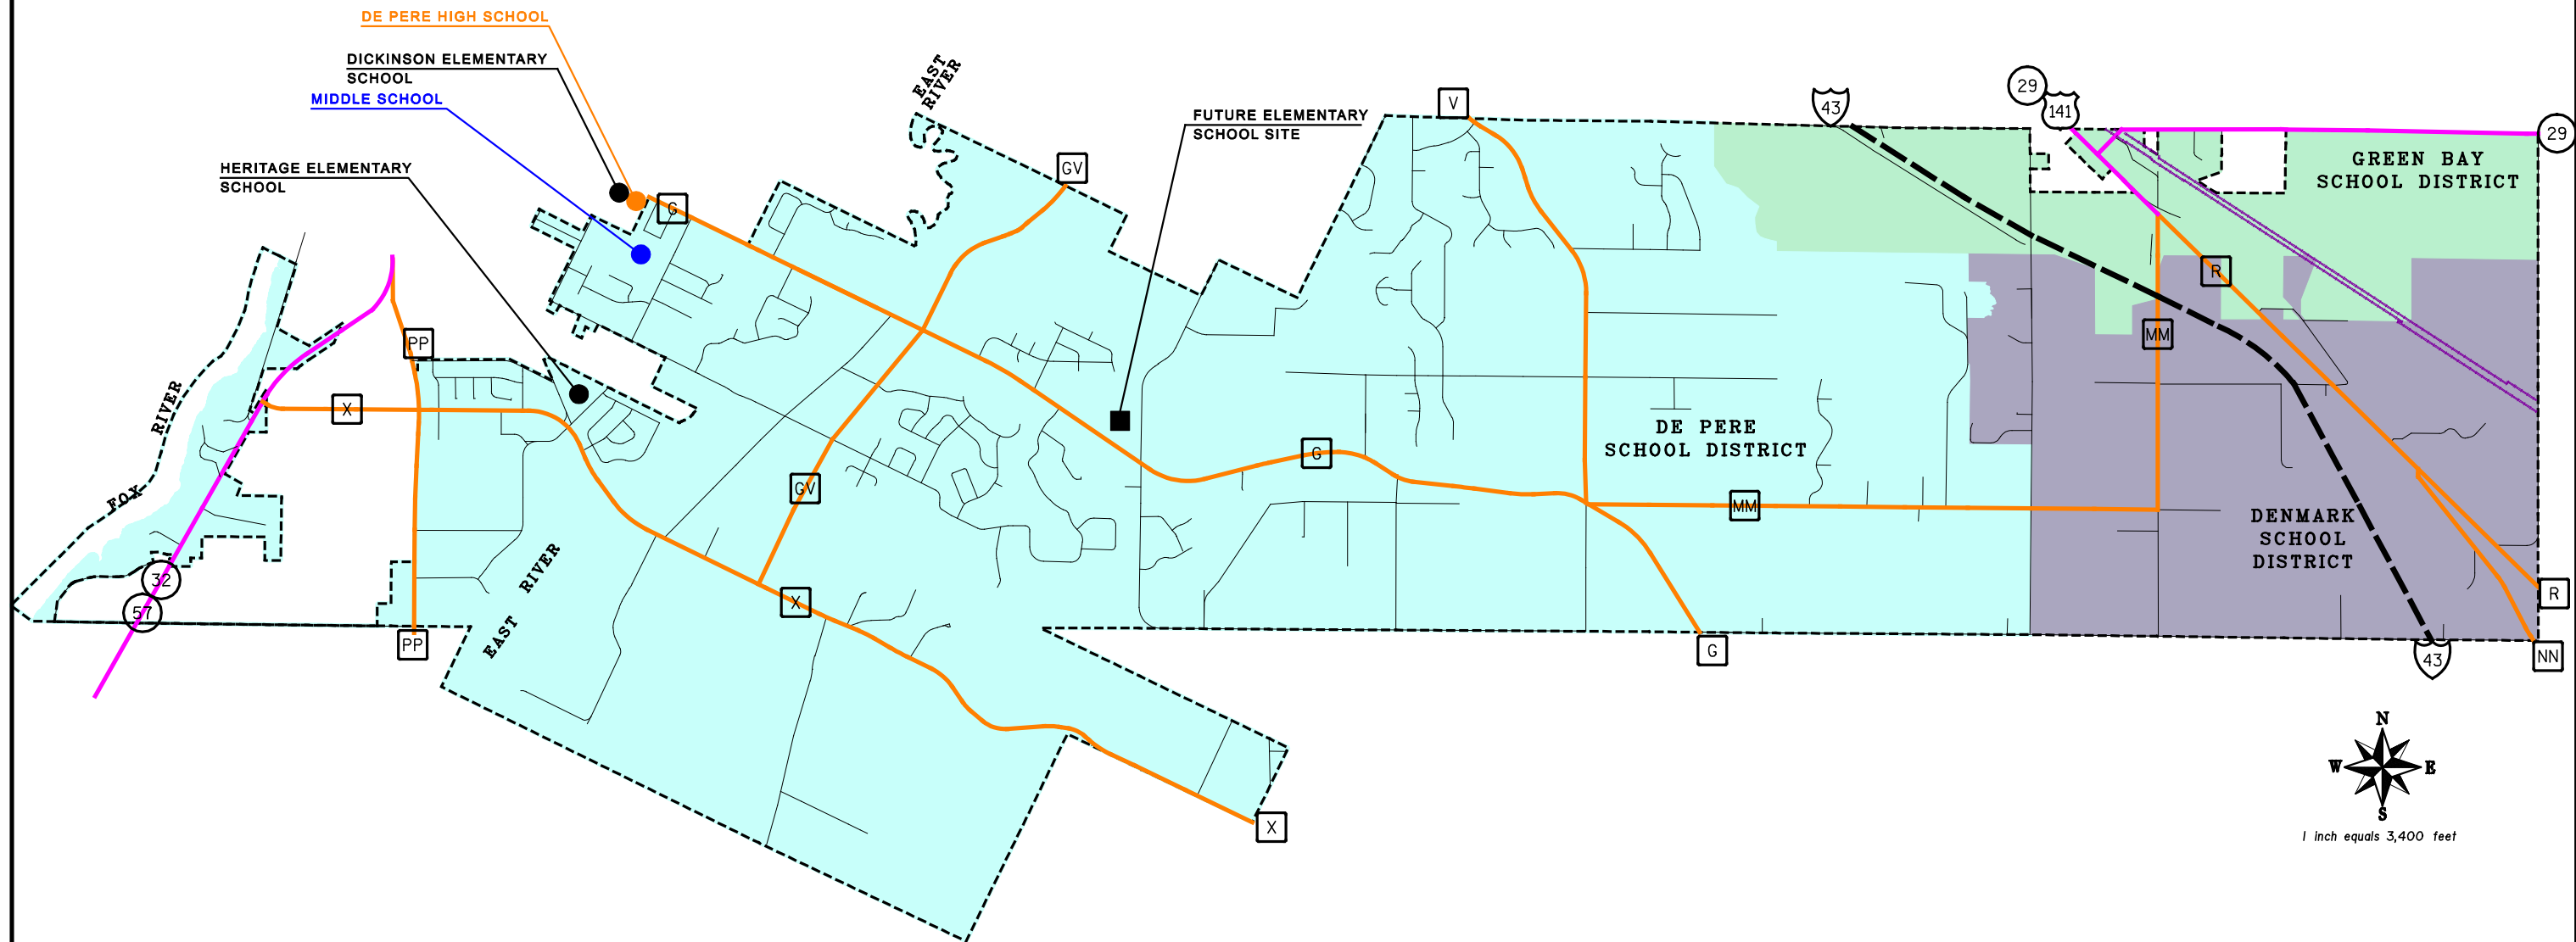 DE PERE HIGH SCHOOL
DICKINSON ELEMENTARY
SCHOOL
MIDDLE SCHOOL
HERITAGE ELEMENTARY
SCHOOL
EAST
RIVER
FUTURE ELEMENTARY
SCHOOL SITE
V
43
29
141
29
GREEN BAY
SCHOOL DISTRICT
GV
G
R
PP
MM
X
FOX RIVER
DE PERE
SCHOOL DISTRICT
G
GV
MM
DENMARK
SCHOOL
DISTRICT
32
57
X
EAST RIVER
PP
G
R
43
NN
X
N
W E
S
1 inch equals 3,400 feet